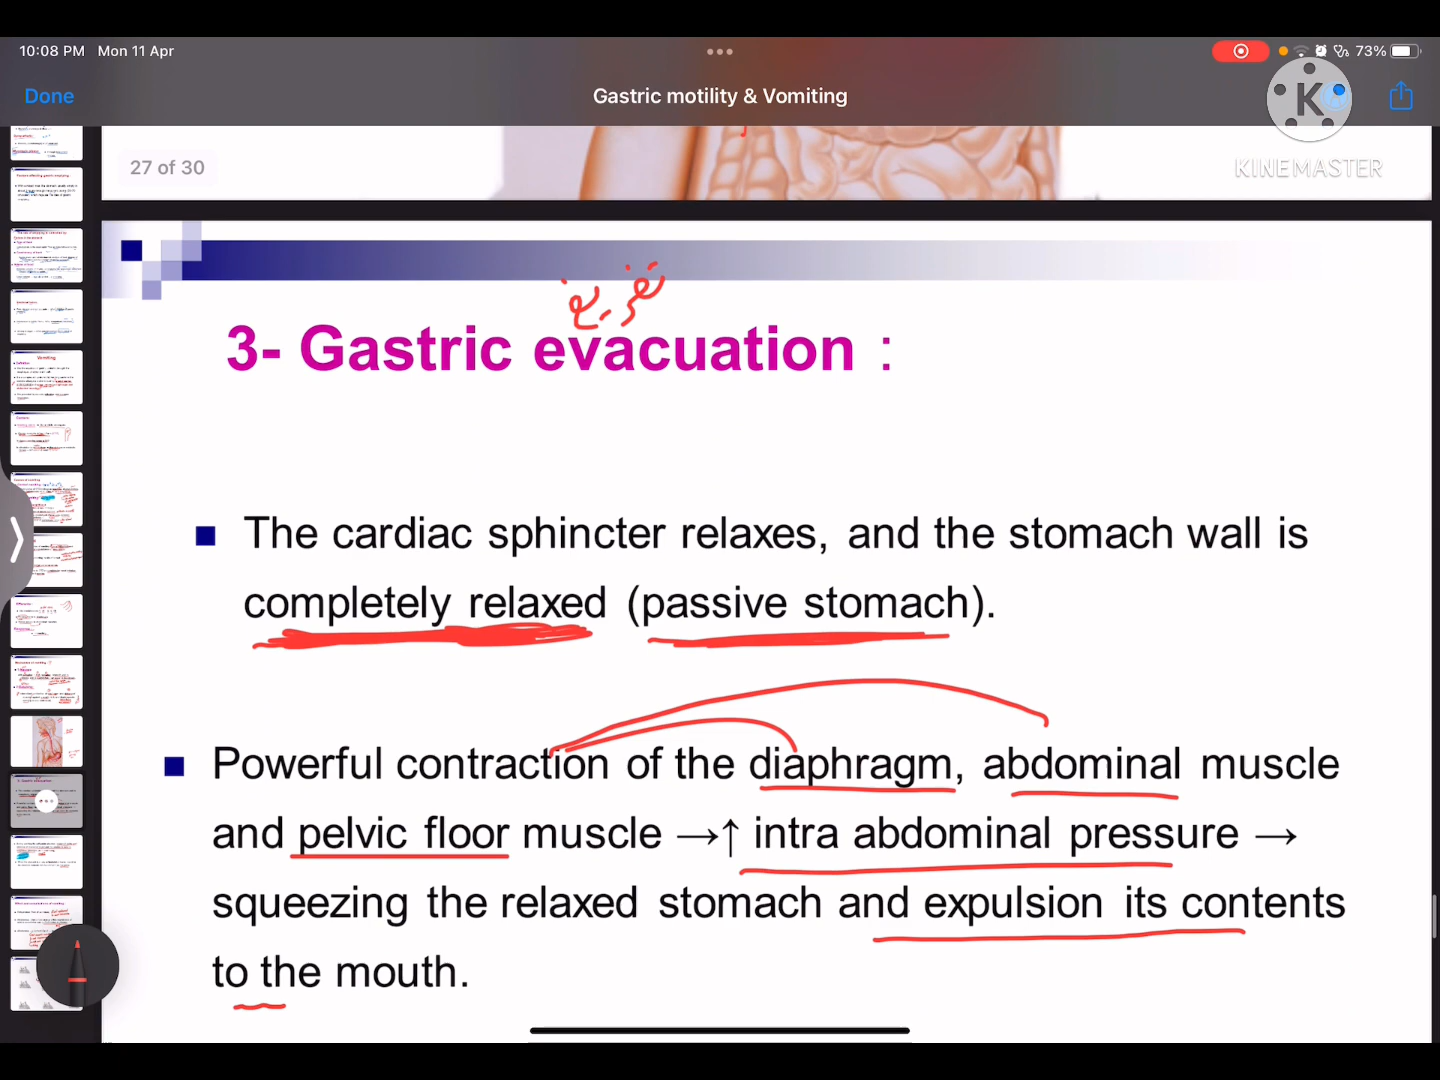 10:08 PM Mon 11 Apr
73%
Done
Gastric motility & Vomiting
K
KINEMASTER
27 of 30
3- Gastric evacuation :
The cardiac sphincter relaxes, and the stomach wall is
completely relaxed (passive stomach).
Powerful contraction of the diaphragm, abdominal muscle
and pelvic floor muscle →↑ intra abdominal pressure →
squeezing the relaxed stomach and expulsion its contents
to the mouth.